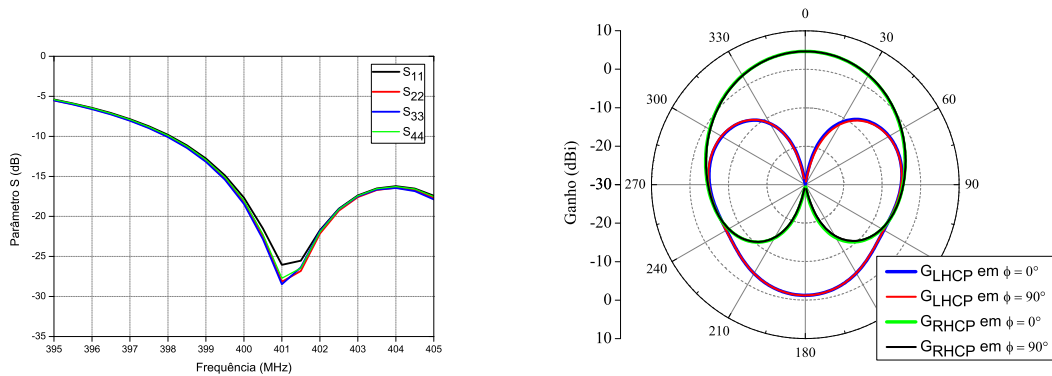 0
-5
-10
-15
-20
-25
-30
-35
Parâmetro S (dB)
395 396 397 398 399 400 401 402 403 404 405
Frequência (MHz)
S11
S22
S33
S44
10
0
-10
-20
-30
-20
-10
0
10
Ganho (dBi)
0
30
60
90
180
210
240
270
300
330
GLHCP em ϕ = 0°
GLHCP em ϕ = 90°
GRHCP em ϕ = 0°
GRHCP em ϕ = 90°